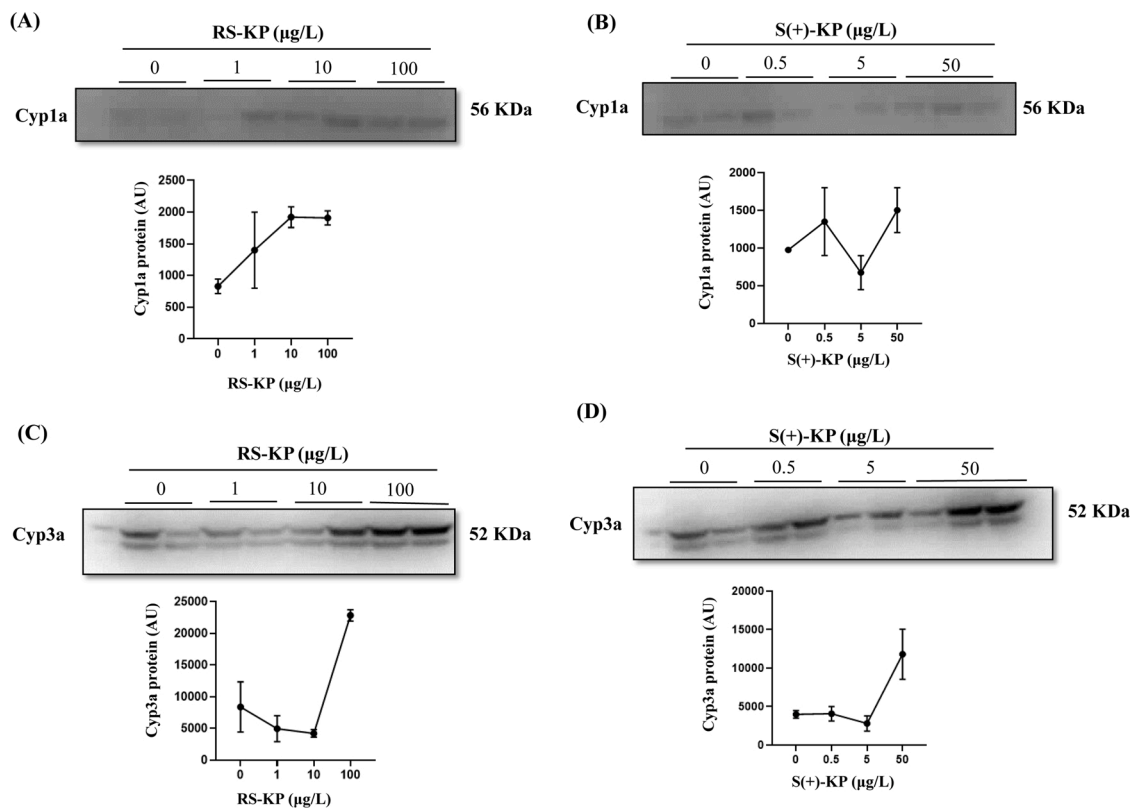 (A)
RS-KP (µg/L)
0 1 10 100
Cyp1a
56 KDa
Cyp1a protein (AU)
2500
2000
1500
1000
500
0
0 1 10 100
RS-KP (µg/L)
(B)
S(+)-KP (µg/L)
0 0.5 5 50
Cyp1a
56 KDa
Cyp1a protein (AU)
2000
1500
1000
500
0
0 0.5 5 50
S(+)-KP (µg/L)
(C)
RS-KP (µg/L)
0 1 10 100
Cyp3a
52 KDa
Cyp3a protein (AU)
25000
20000
15000
10000
5000
0
0 1 10 100
RS-KP (µg/L)
(D)
S(+)-KP (µg/L)
0 0.5 5 50
Cyp3a
52 KDa
Cyp3a protein (AU)
20000
15000
10000
5000
0
0 0.5 5 50
S(+)-KP (µg/L)